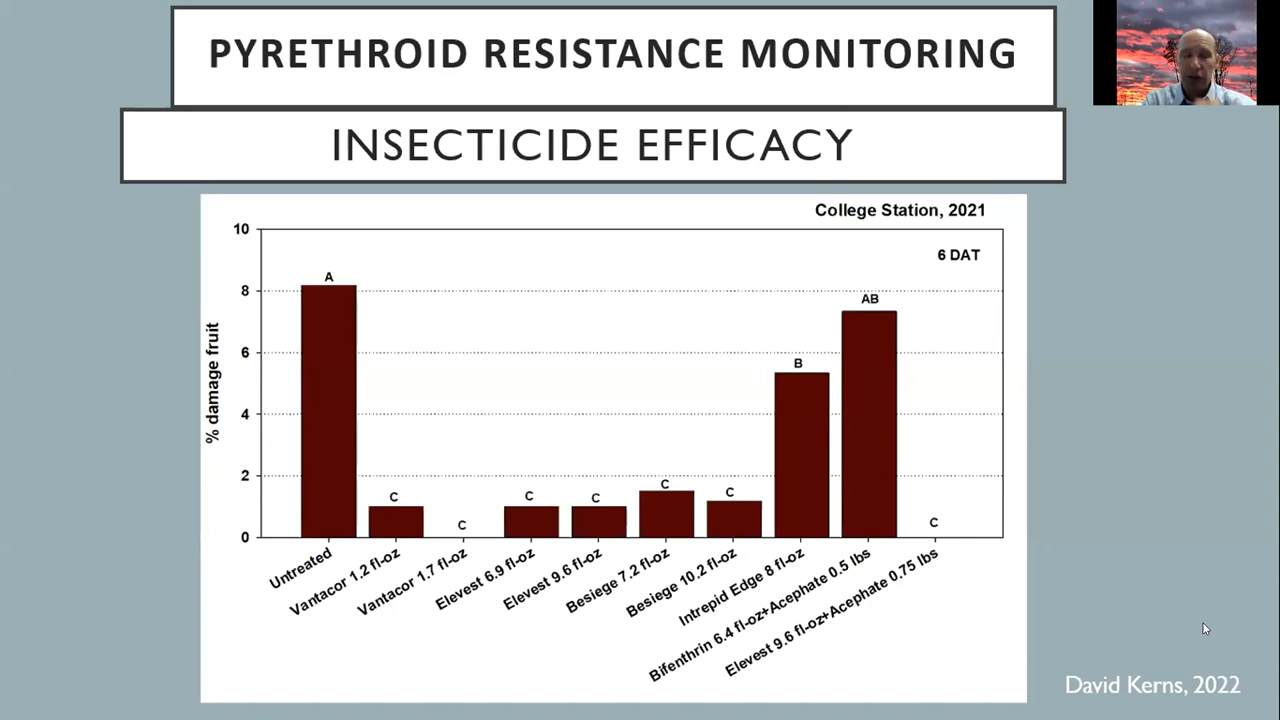 PYRETHROID RESISTANCE MONITORING
INSECTICIDE EFFICACY
College Station, 2021
6 DAT
% damage fruit
10
8
6
4
2
0
A
C
C
C
C
C
C
B
AB
C
Untreated
Vantacor 1.2 fl-oz
Vantacor 1.7 fl-oz
Elevest 6.9 fl-oz
Elevest 9.6 fl-oz
Besiege 7.2 fl-oz
Besiege 10.2 fl-oz
Intrepid Edge 8 fl-oz
Bifenthrin 6.4 fl-oz+Acephate 0.5 lbs
Elevest 9.6 fl-oz+Acephate 0.75 lbs
David Kerns, 2022